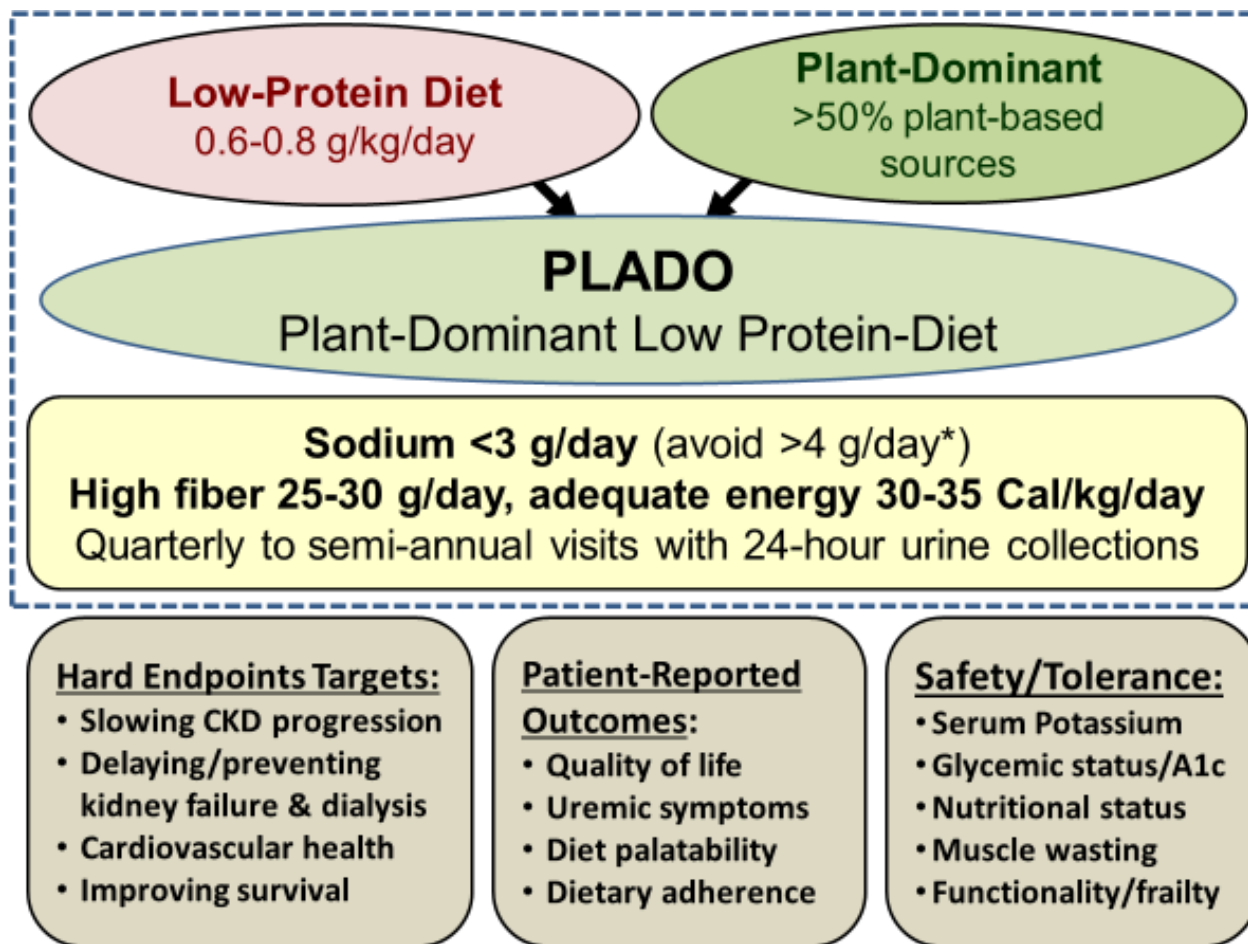 Low-Protein Diet
0.6-0.8 g/kg/day
Plant-Dominant
>50% plant-based
sources
PLADO
Plant-Dominant Low Protein-Diet
Sodium <3 g/day (avoid >4 g/day*)
High fiber 25-30 g/day, adequate energy 30-35 Cal/kg/day
Quarterly to semi-annual visits with 24-hour urine collections
Hard Endpoints Targets:
• Slowing CKD progression
• Delaying/preventing
kidney failure & dialysis
• Cardiovascular health
• Improving survival
Patient-Reported
Outcomes:
• Quality of life
• Uremic symptoms
• Diet palatability
• Dietary adherence
Safety/Tolerance:
• Serum Potassium
• Glycemic status/A1c
• Nutritional status
• Muscle wasting
• Functionality/frailty